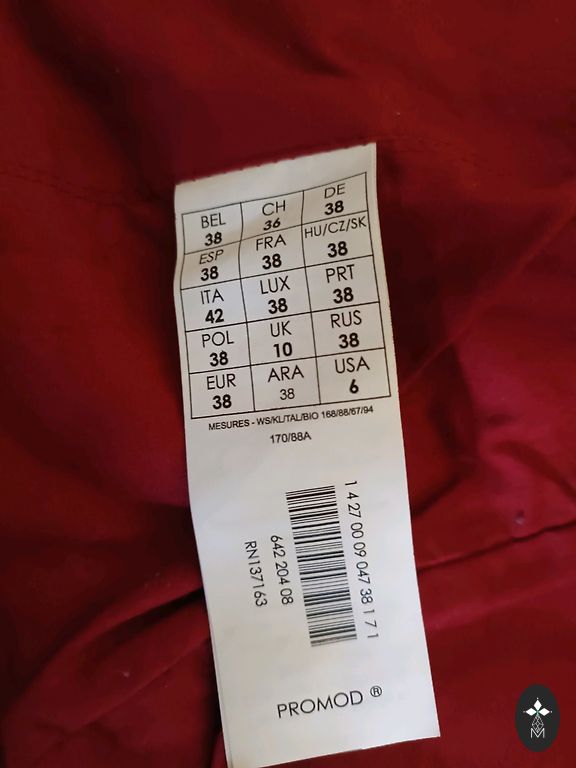 BEL CH DE
38 36 38
ESP FRA HU/CZ/SK
38 38 38
ITA LUX PRT
42 38 38
POL UK RUS
38 10 38
EUR ARA USA
38 38 6
MESURES - WS/KL/TAL/BIO 168/88/67/94
170/88A
1 4 27 00 09 047 38 1 7 1
642 204 08
RN137163
PROMOD ®
M